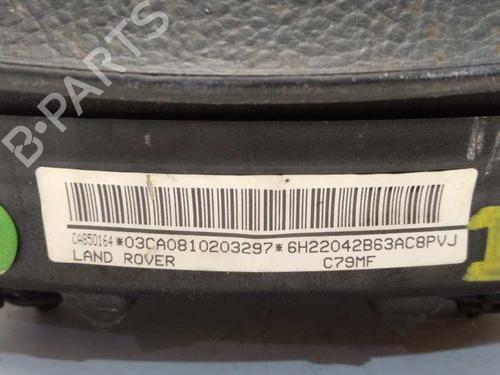 B-PARTS
CA850164*03CA0810203297*6H22042B63AC8PVJ
LAND ROVER C79MF